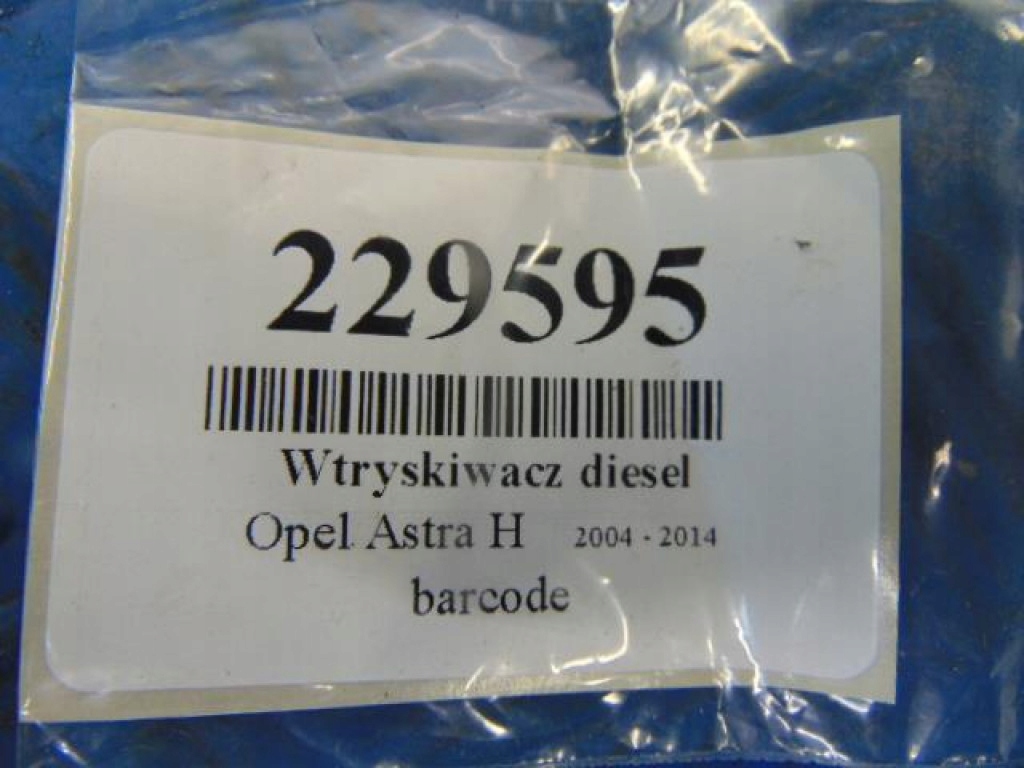 229595
Wtryskiwacz diesel
Opel Astra H 2004 - 2014
barcode